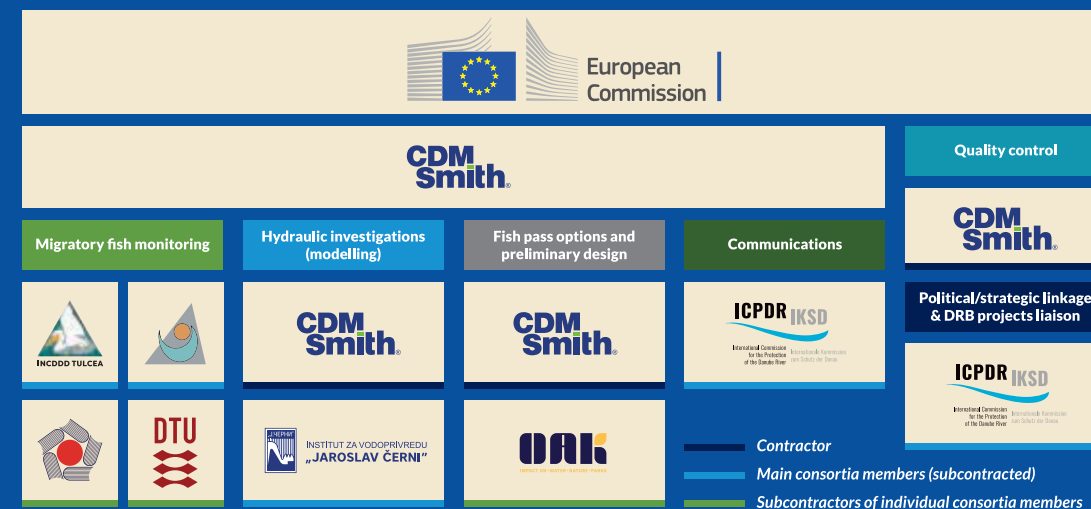 European
Commission
CDM
Smith®
Quality control
CDM
Smith®
Migratory fish monitoring
Hydraulic investigations
(modelling)
Fish pass options and
preliminary design
Communications
Political/strategic linkage
& DRB projects liaison
INCDDD TULCEA
CDM
Smith®
CDM
Smith®
ICPDR IKSD
International Commission
for the Protection
of the Danube River
Internationale Kommission
zum Schutz der Donau
ICPDR IKSD
International Commission
for the Protection
of the Danube River
Internationale Kommission
zum Schutz der Donau
DTU
INSTITUT ZA VODOPRIVREDU
„JAROSLAV ČERNI”
OAK
Contractor
Main consortia members (subcontracted)
Subcontractors of individual consortia members